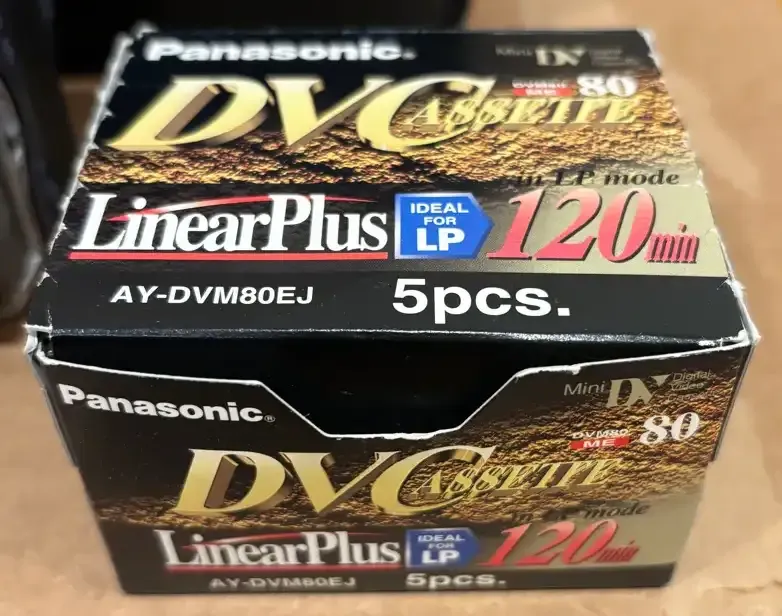 Panasonic®
Mini DV Digital Video Cassette
DVCASSETTE
DVM80 80
ME
in LP mode
LinearPlus IDEAL FOR LP 120min
AY-DVM80EJ 5pcs.
Panasonic®
Mini DV Digital Video
DVM80 80
ME
DVCASSETTE
in LP mode
LinearPlus IDEAL FOR LP 120min
AY-DVM80EJ 5pcs.